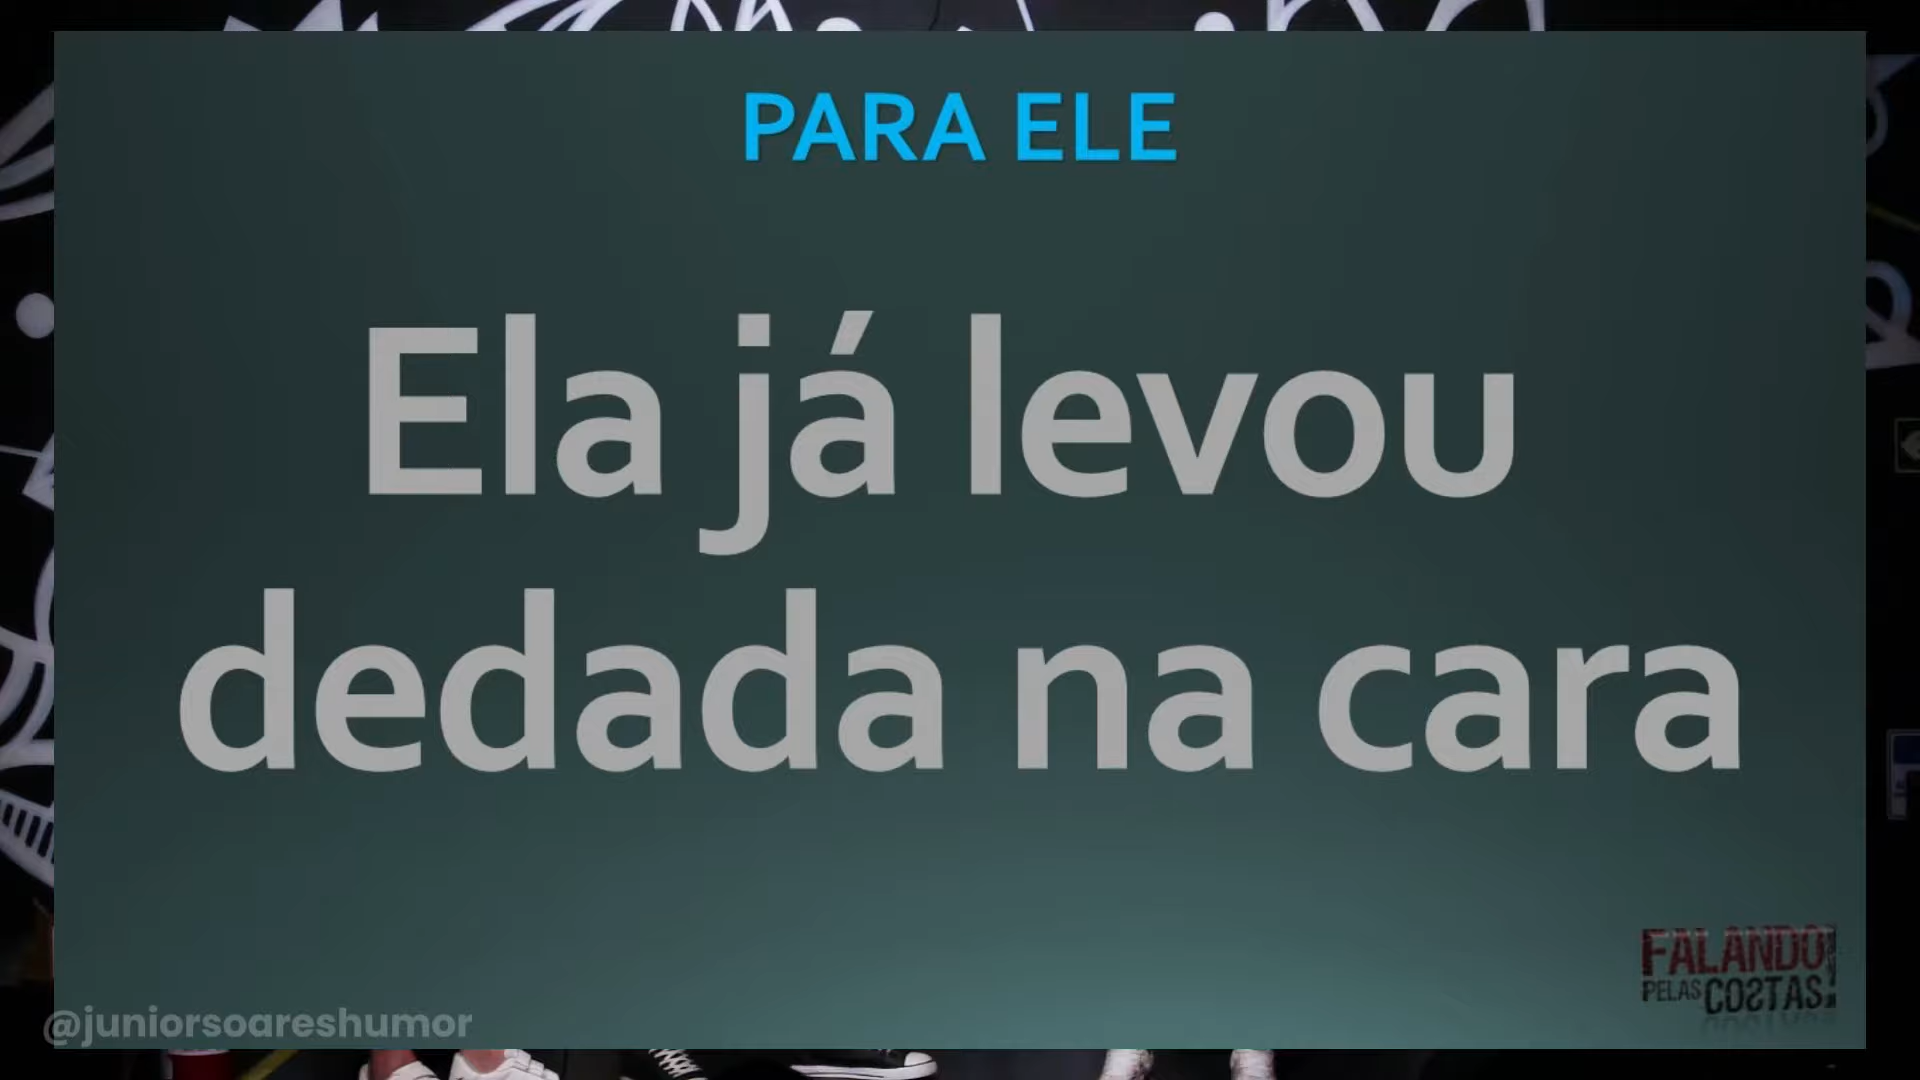 PARA ELE
Ela já levou
dedada na cara
FALANDO!
PELAS COSTAS
@juniorsoareshumor